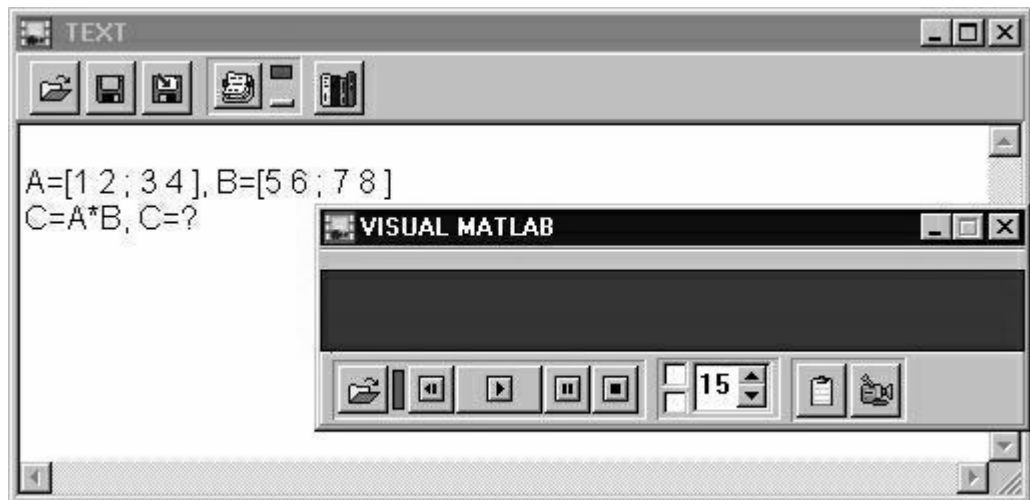 TEXT
A=[1 2 ; 3 4 ], B=[5 6 ; 7 8 ]
C=A*B, C=?
VISUAL MATLAB
15